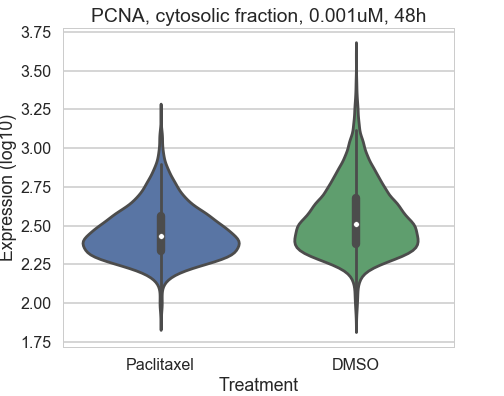 PCNA, cytosolic fraction, 0.001uM, 48h
3.75
3.50
3.25
3.00
2.75
2.50
2.25
2.00
1.75
Expression (log10)
Paclitaxel
DMSO
Treatment